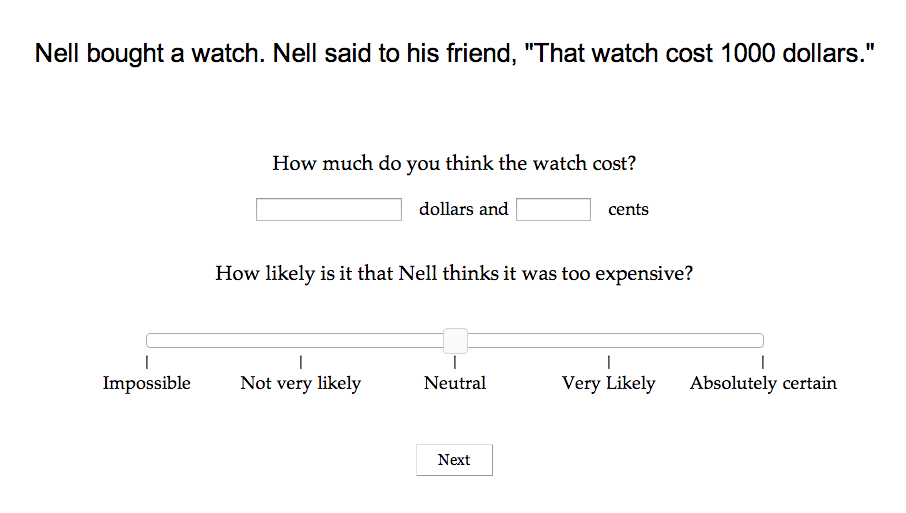 Nell bought a watch. Nell said to his friend, "That watch cost 1000 dollars."
How much do you think the watch cost?
dollars and cents
How likely is it that Nell thinks it was too expensive?
Impossible Not very likely Neutral Very Likely Absolutely certain
Next